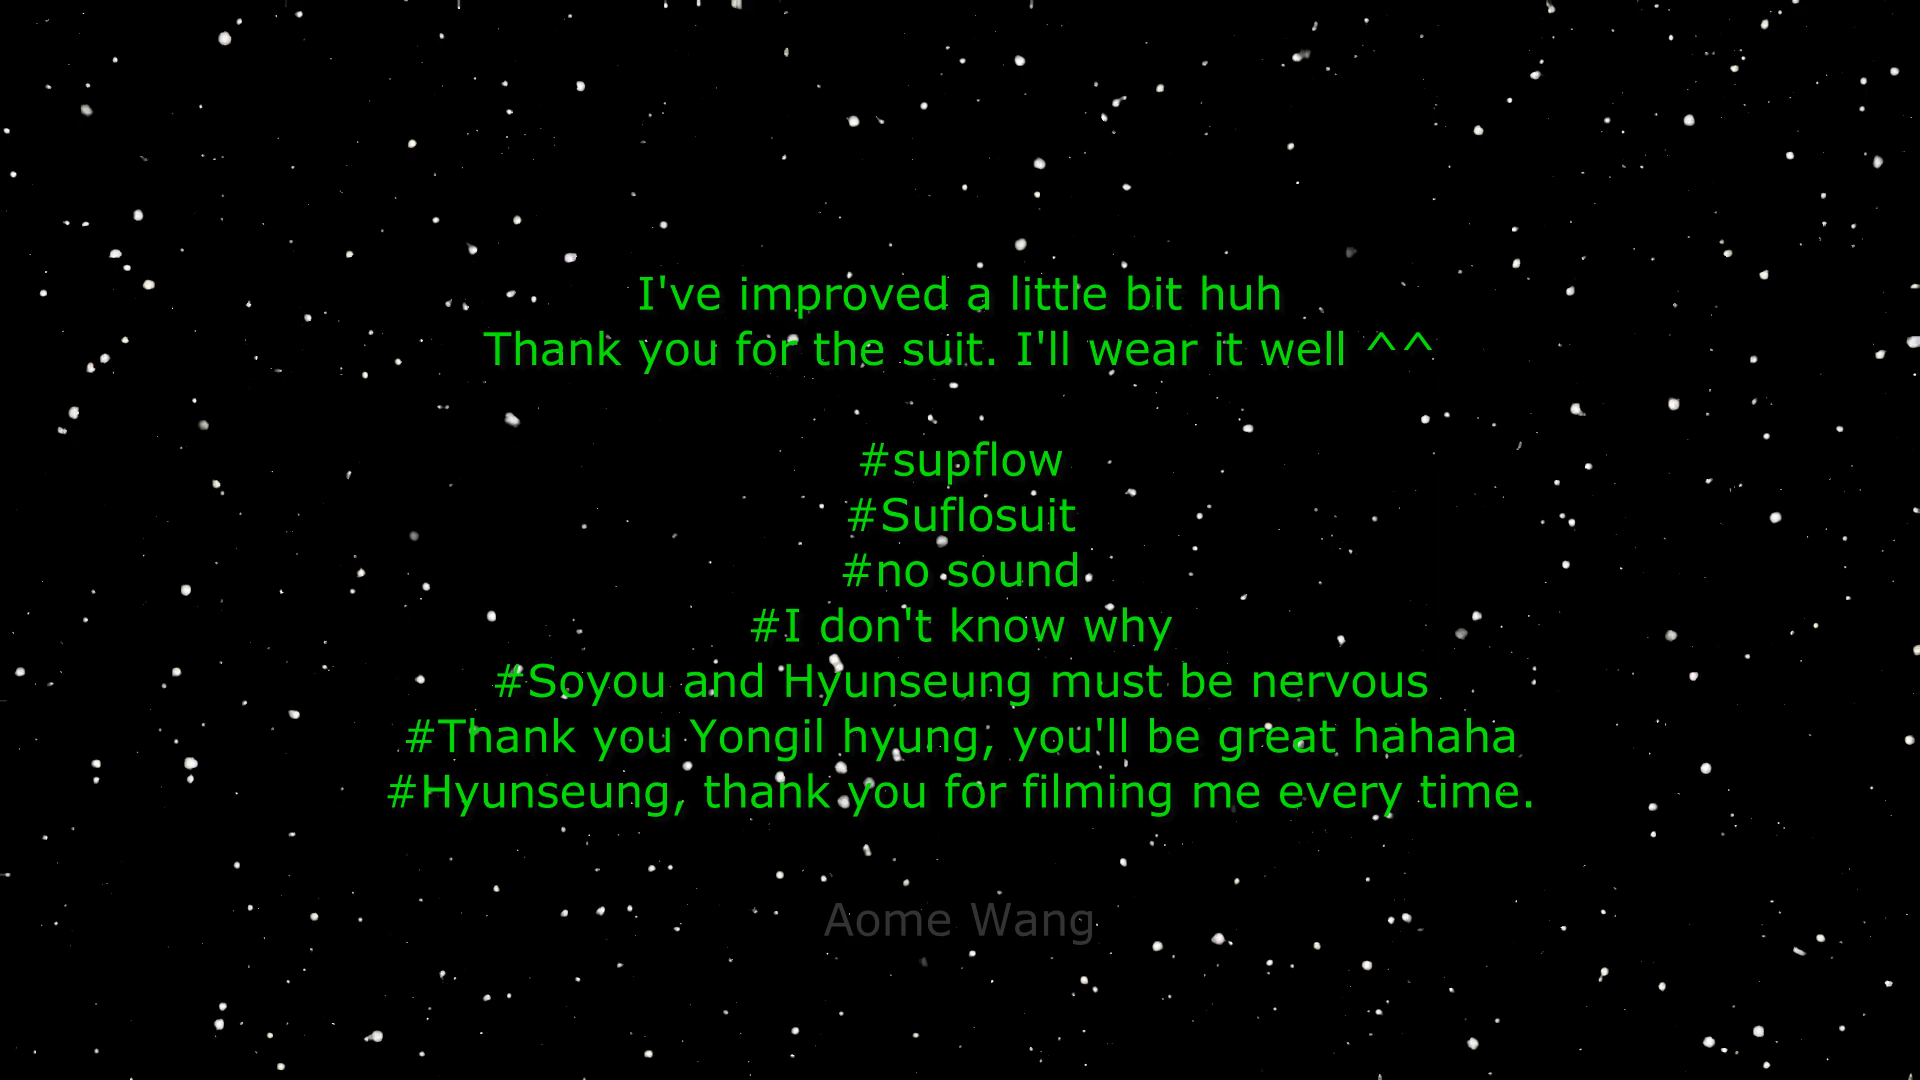 I've improved a little bit huh
Thank you for the suit. I'll wear it well ^^
#supflow
#Suflosuit
#no sound
#I don't know why
#Soyou and Hyunseung must be nervous
#Thank you Yongil hyung, you'll be great hahaha
#Hyunseung, thank you for filming me every time.
Aome Wang